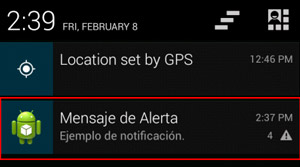 2:39 FRI, FEBRUARY 8
Location set by GPS 12:46 PM
Mensaje de Alerta 2:37 PM
Ejemplo de notificación. 4